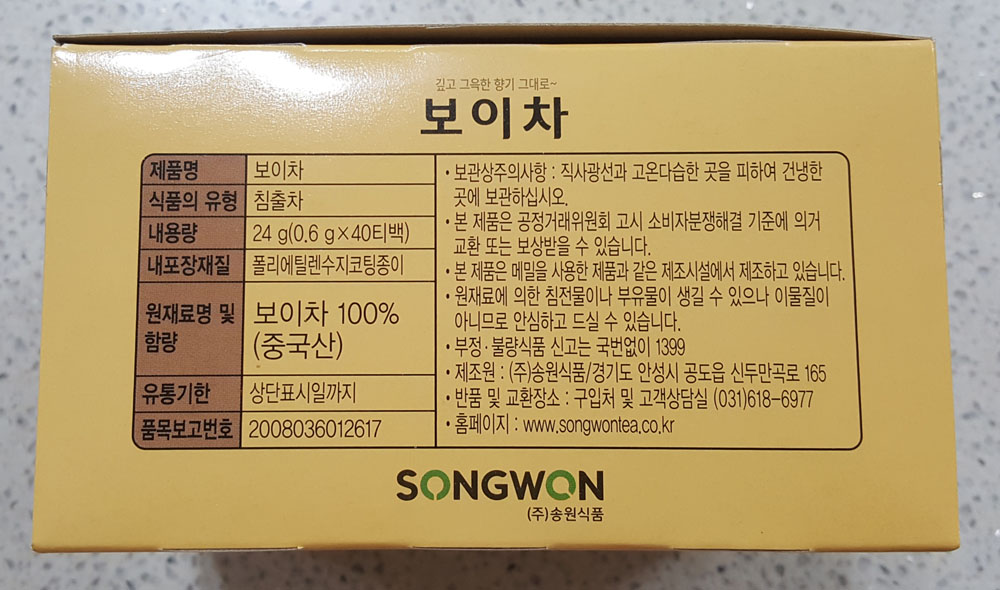 깊고 그윽한 향기 그대로~
보이차
제품명 보이차
식품의 유형 침출차
내용량 24 g(0.6 g×40티백)
내포장재질 폴리에틸렌수지코팅종이
원재료명 및
함량
보이차 100%
(중국산)
유통기한 상단표시일까지
품목보고번호 2008036012617
• 보관상주의사항 : 직사광선과 고온다습한 곳을 피하여 건냉한
곳에 보관하십시오.
• 본 제품은 공정거래위원회 고시 소비자분쟁해결 기준에 의거
교환 또는 보상받을 수 있습니다.
• 본 제품은 메밀을 사용한 제품과 같은 제조시설에서 제조하고 있습니다.
• 원재료에 의한 침전물이나 부유물이 생길 수 있으나 이물질이
아니므로 안심하고 드실 수 있습니다.
• 부정·불량식품 신고는 국번없이 1399
• 제조원 : (주)송원식품/경기도 안성시 공도읍 신두만곡로 165
• 반품 및 교환장소 : 구입처 및 고객상담실 (031)618-6977
• 홈페이지 : www.songwontea.co.kr
SONGWON
(주)송원식품